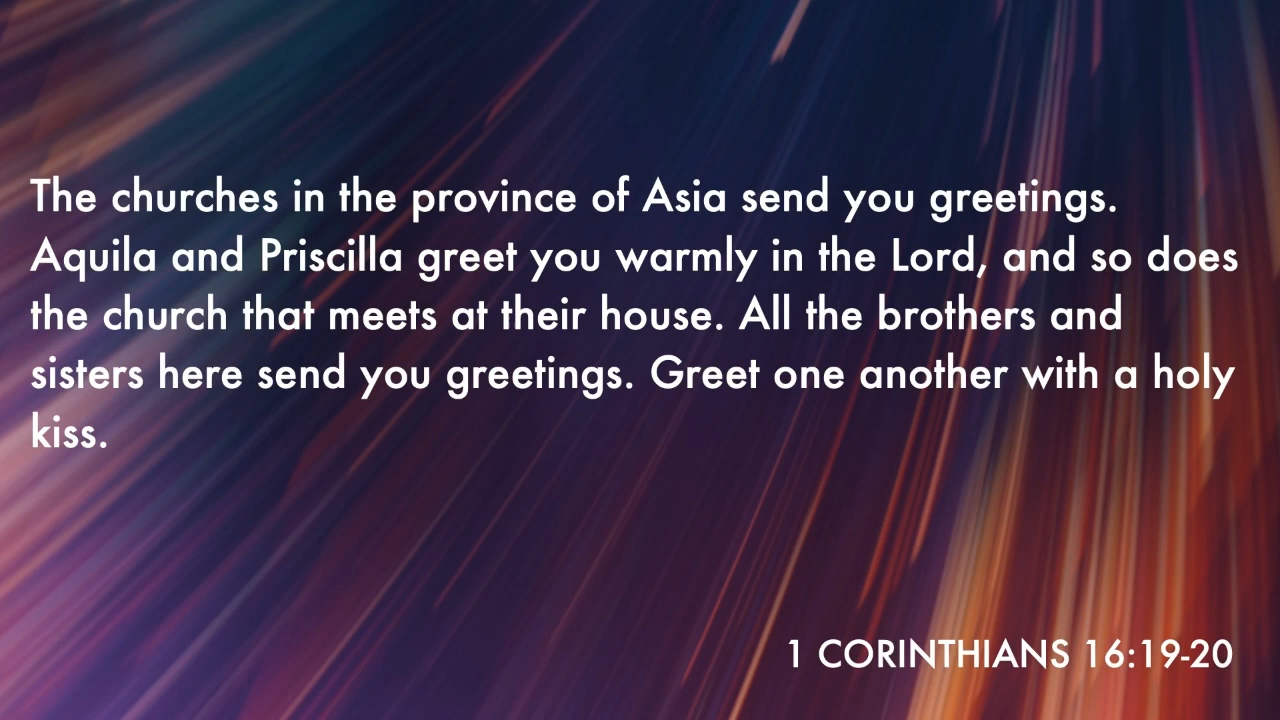 The churches in the province of Asia send you greetings.
Aquila and Priscilla greet you warmly in the Lord, and so does
the church that meets at their house. All the brothers and
sisters here send you greetings. Greet one another with a holy
kiss.
1 CORINTHIANS 16:19-20